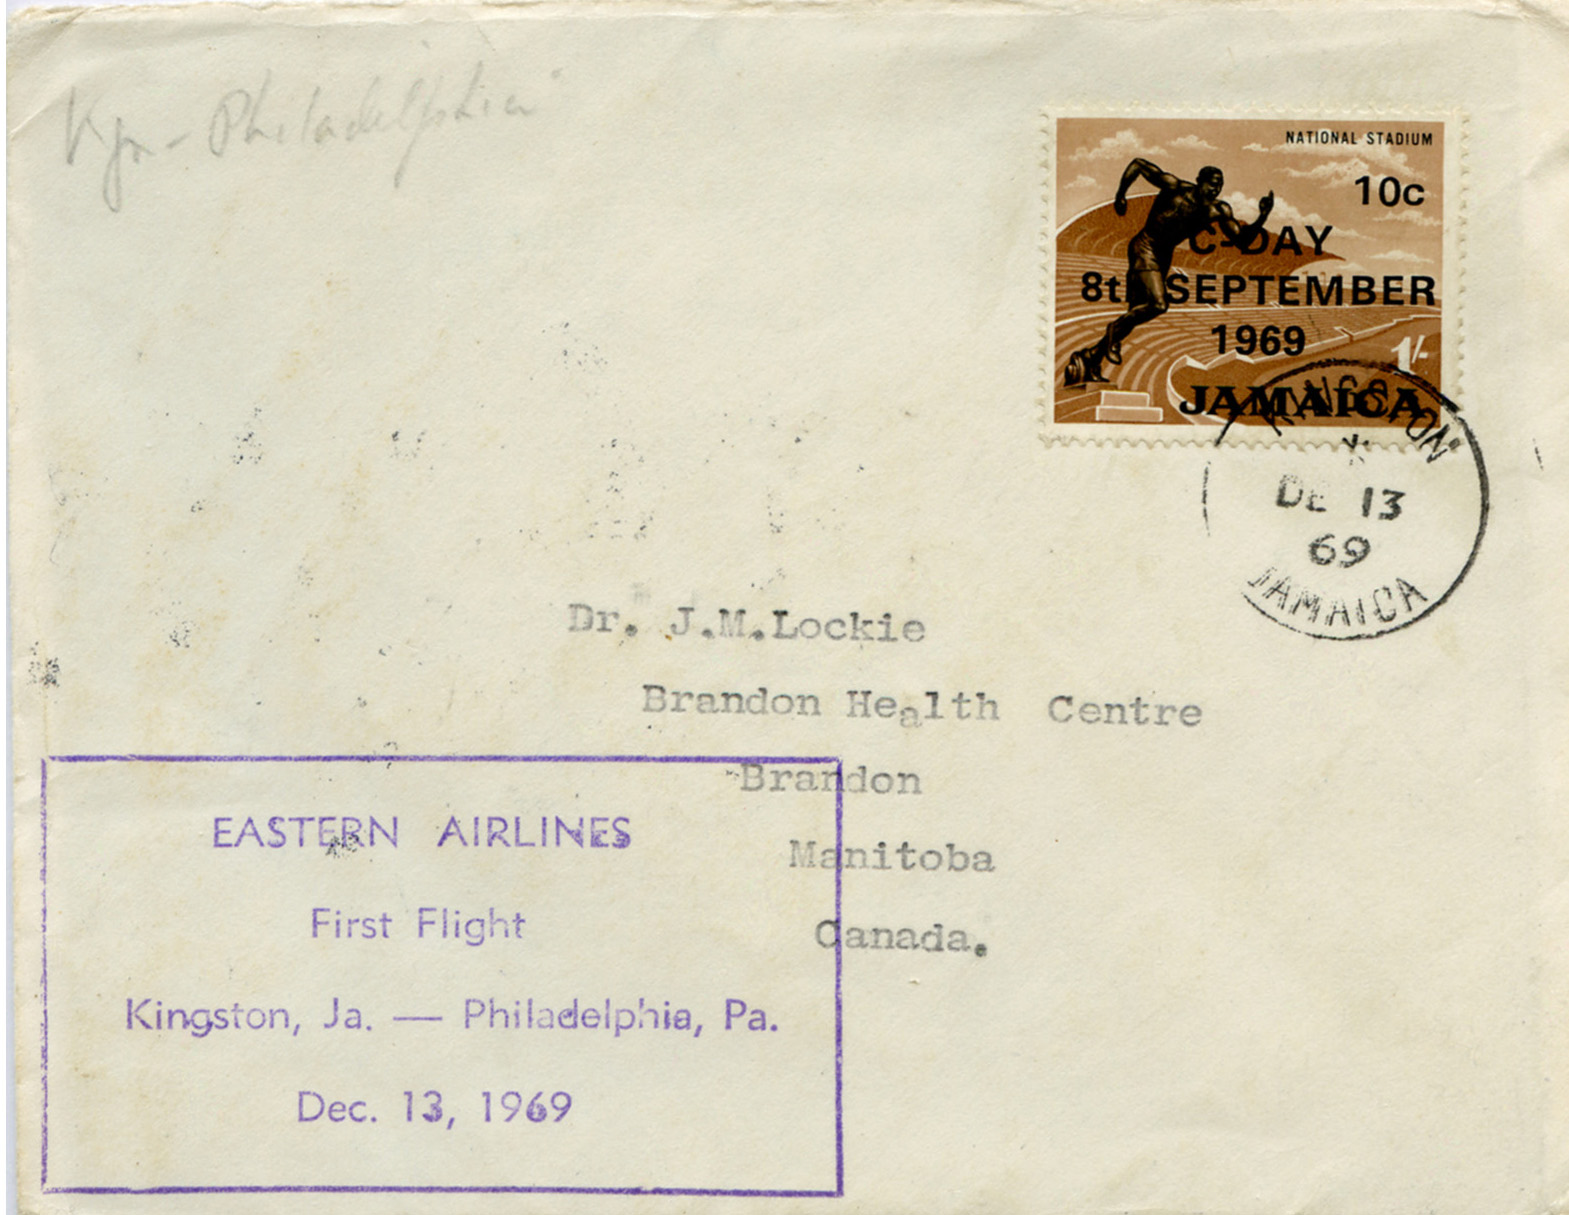 Kgn - Philadelphia
NATIONAL STADIUM
10c
C-DAY
8th SEPTEMBER
1969
1/-
JAMAICA
KINGSTON
DE 13
69
JAMAICA
Dr. J.M.Lockie
Brandon Health Centre
Brandon
Manitoba
Canada.
EASTERN AIRLINES
First Flight
Kingston, Ja. — Philadelphia, Pa.
Dec. 13, 1969